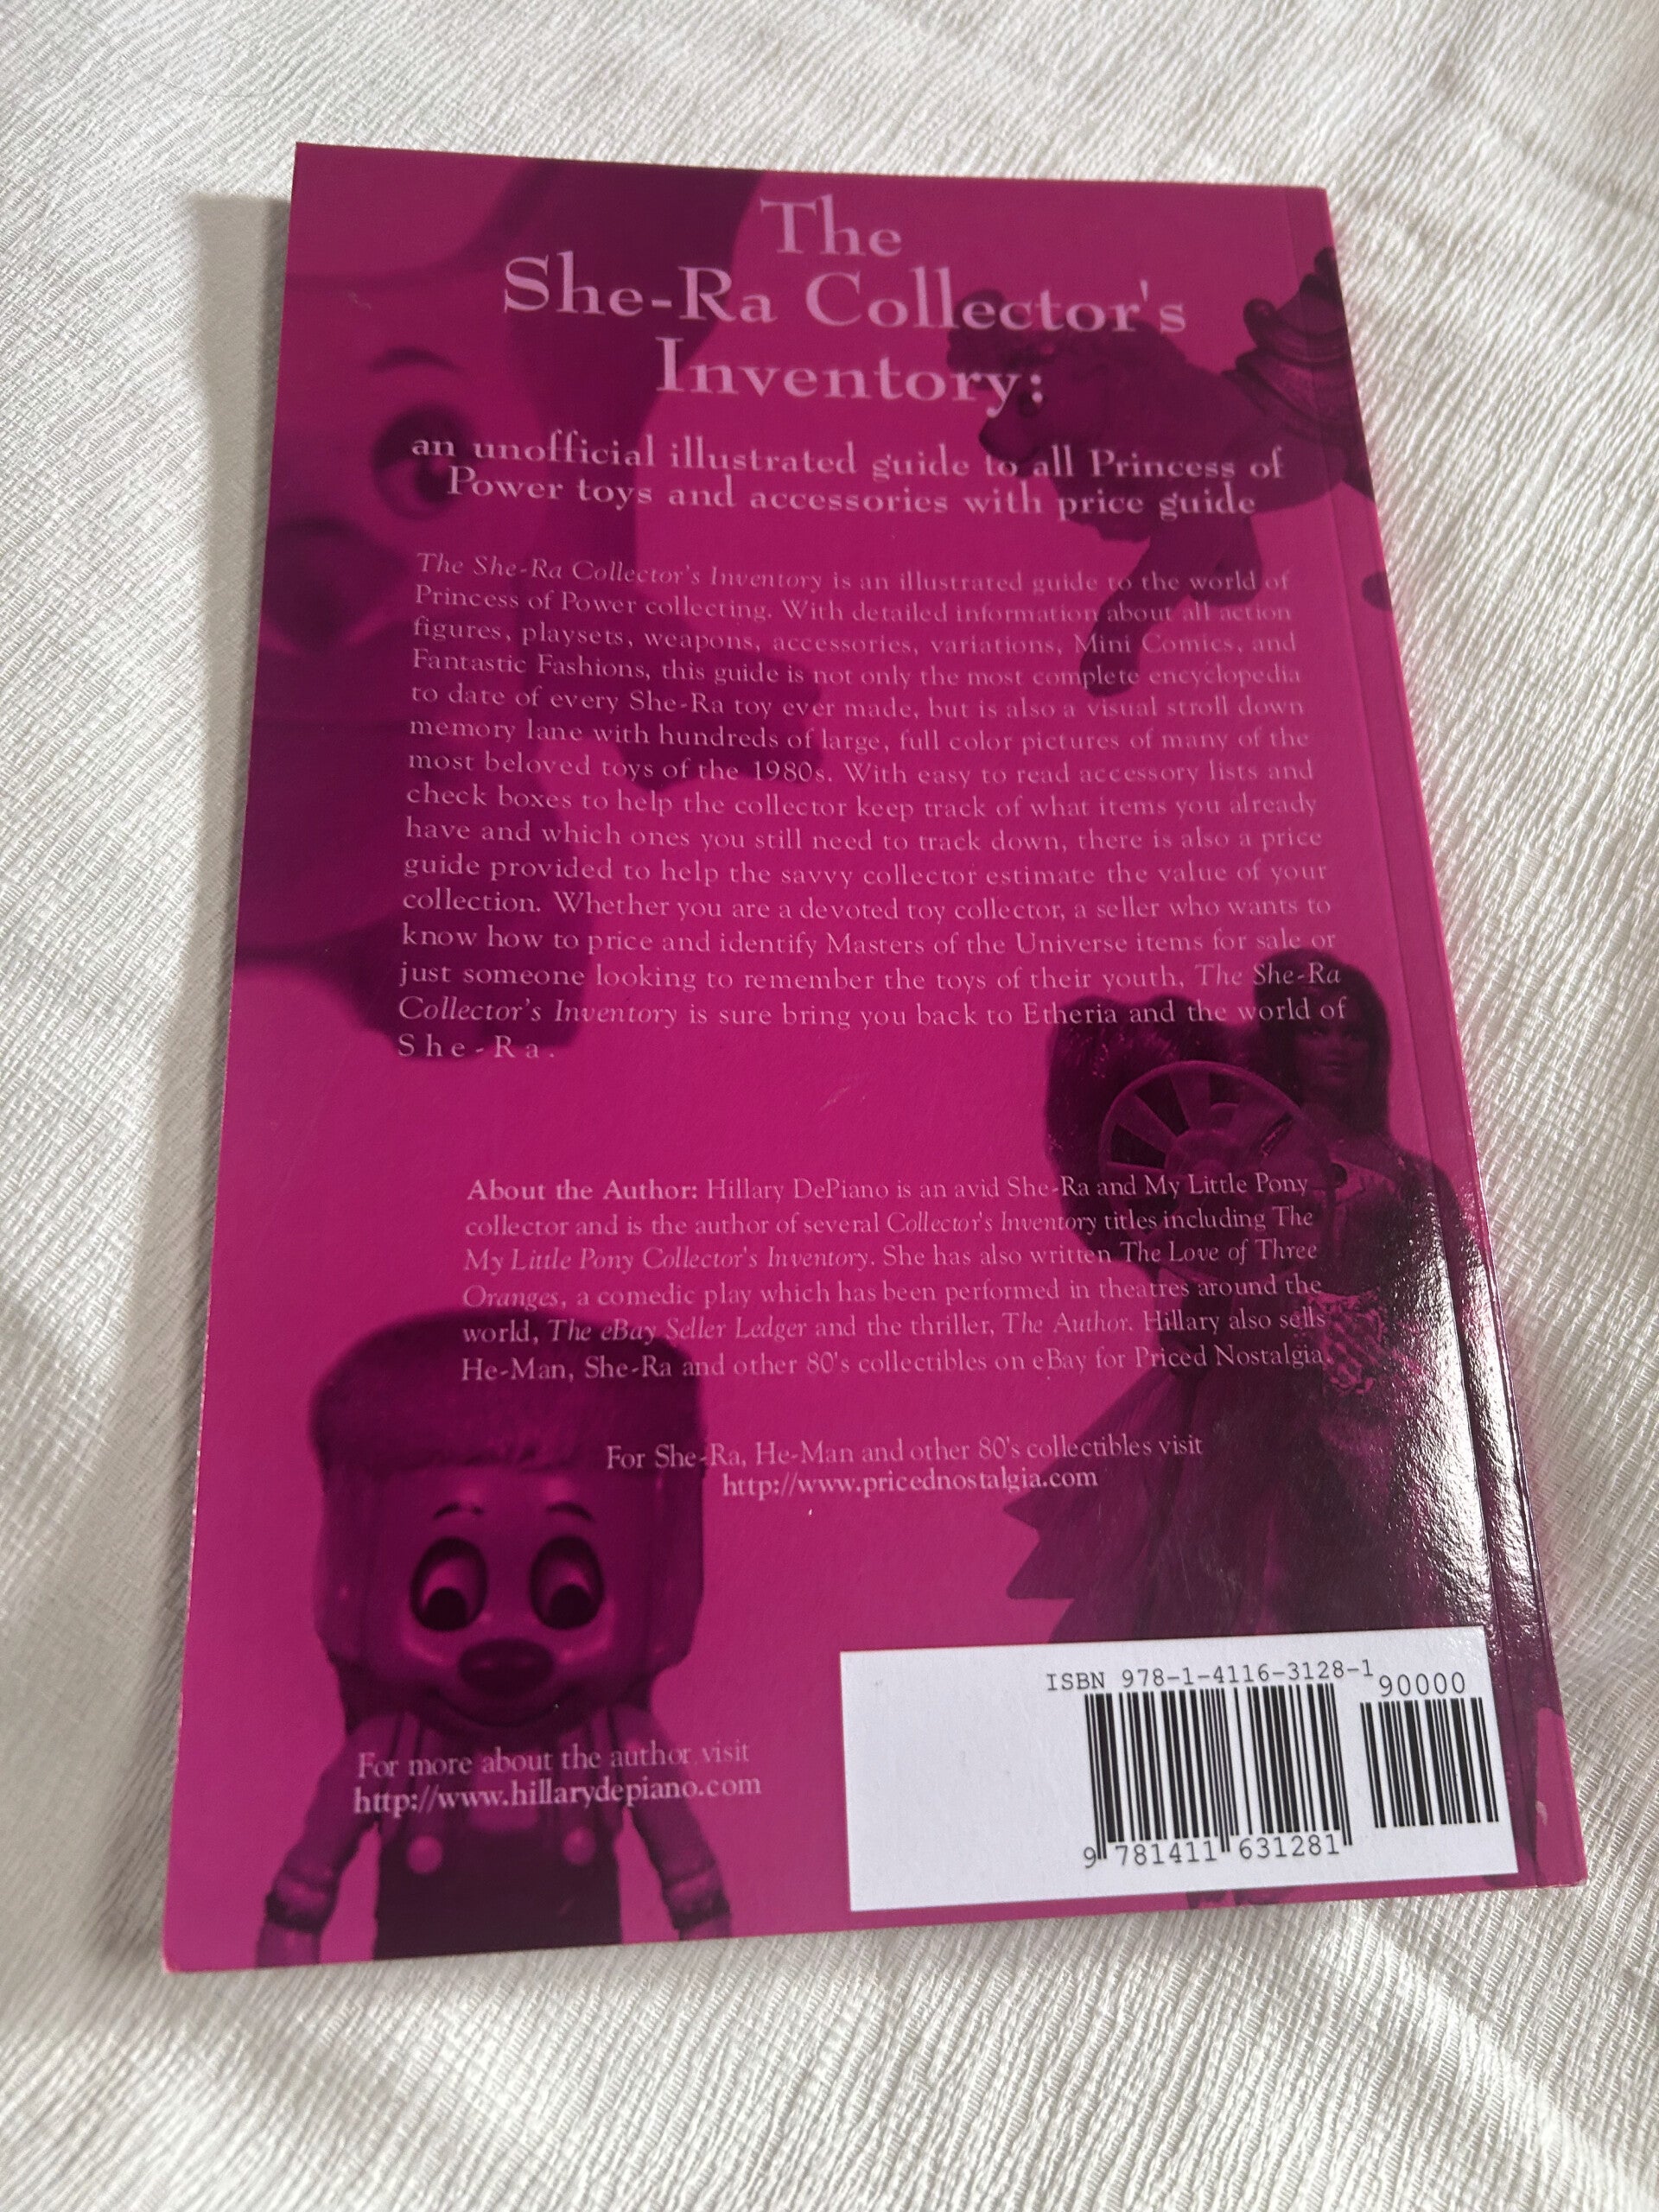 The
She-Ra Collector's
Inventory:
an unofficial illustrated guide to all Princess of
Power toys and accessories with price guide
The She-Ra Collector's Inventory is an illustrated guide to the world of
Princess of Power collecting. With detailed information about all action
figures, playsets, weapons, accessories, variations, Mini Comics, and
Fantastic Fashions, this guide is not only the most complete encyclopedia
to date of every She-Ra toy ever made, but is also a visual stroll down
memory lane with hundreds of large, full color pictures of many of the
most beloved toys of the 1980s. With easy to read accessory lists and
check boxes to help the collector keep track of what items you already
have and which ones you still need to track down, there is also a price
guide provided to help the savvy collector estimate the value of your
collection. Whether you are a devoted toy collector, a seller who wants to
know how to price and identify Masters of the Universe items for sale or
just someone looking to remember the toys of their youth, The She-Ra
Collector's Inventory is sure bring you back to Etheria and the world of
She-Ra.
About the Author: Hillary DePiano is an avid She-Ra and My Little Pony
collector and is the author of several Collector's Inventory titles including The
My Little Pony Collector's Inventory. She has also written The Love of Three
Oranges, a comedic play which has been performed in theatres around the
world, The eBay Seller Ledger and the thriller, The Author. Hillary also sells
He-Man, She-Ra and other 80's collectibles on eBay for Priced Nostalgia.
For She-Ra, He-Man and other 80's collectibles visit
http://www.pricednostalgia.com
For more about the author visit
http://www.hillarydepiano.com
ISBN 978-1-4116-3128-1
90000
9 781411 631281